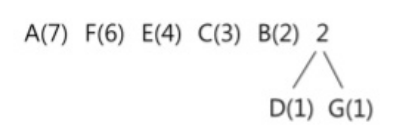 A(7) F(6) E(4) C(3) B(2) 2
D(1) G(1)